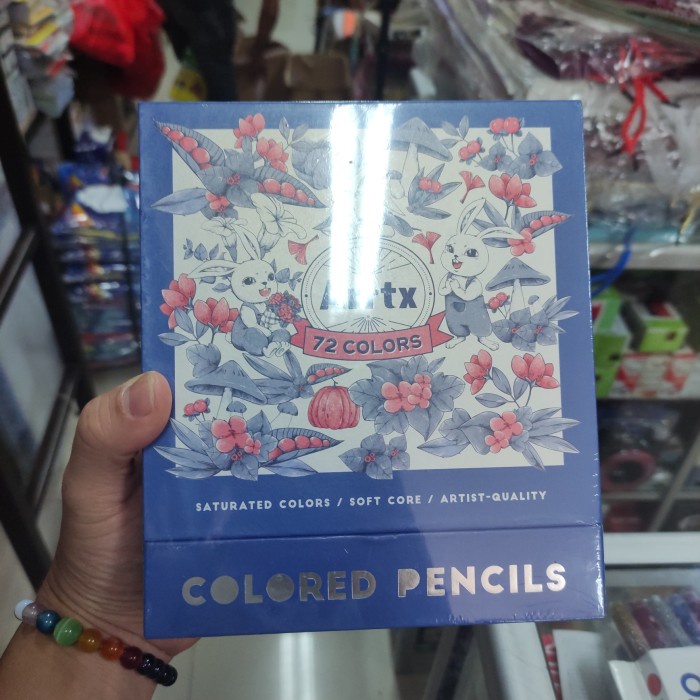 72 COLORS
SATURATED COLORS / SOFT CORE / ARTIST-QUALITY
COLORED PENCILS